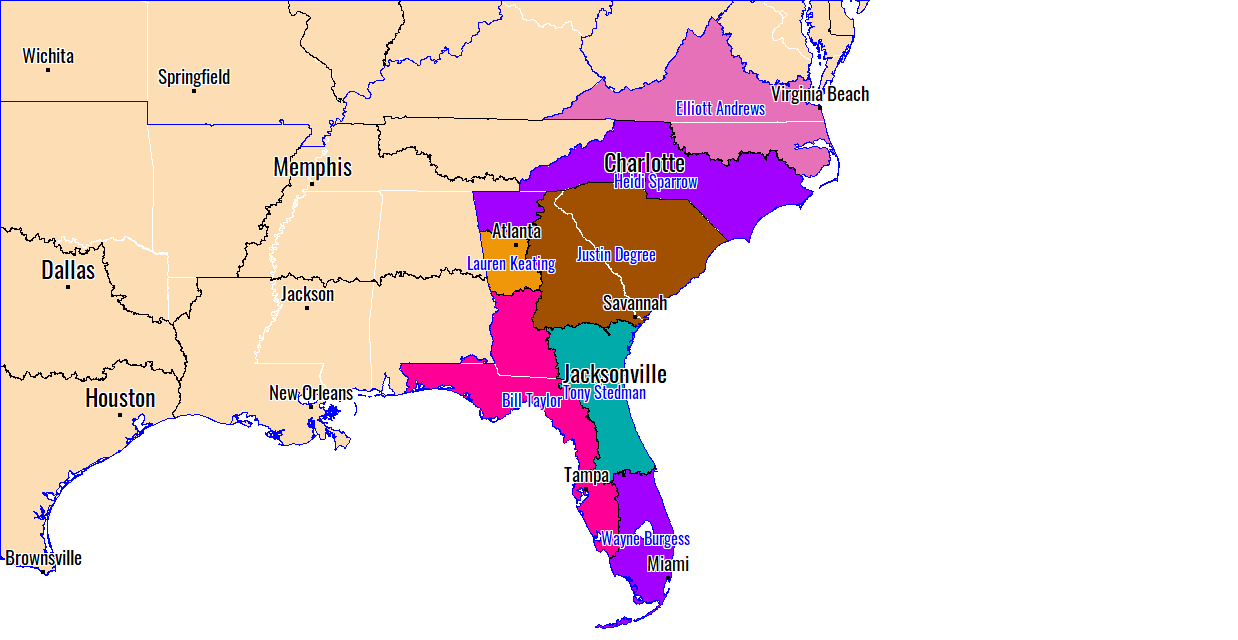 Wichita
Springfield
Virginia Beach
Elliott Andrews
Memphis
Charlotte
Heidi Sparrow
Atlanta
Justin Degree
Lauren Keating
Dallas
Jackson
Savannah
Jacksonville
Tony Stedman
New Orleans
Houston
Bill Taylor
Tampa
Wayne Burgess
Brownsville
Miami